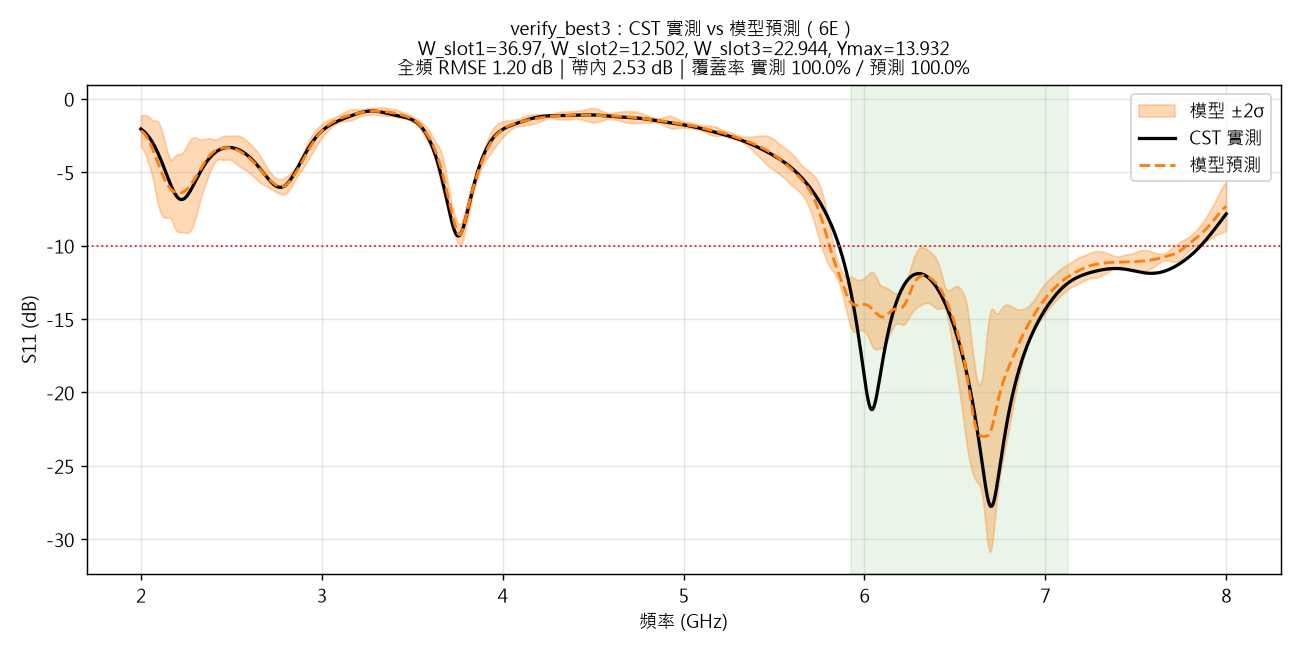 verify_best3：CST 實測 vs 模型預測（6E）
W_slot1=36.97, W_slot2=12.502, W_slot3=22.944, Ymax=13.932
全頻 RMSE 1.20 dB | 帶內 2.53 dB | 覆蓋率 實測 100.0% / 預測 100.0%
模型 ±2σ
CST 實測
模型預測
S11 (dB)
0
-5
-10
-15
-20
-25
-30
2
3
4
5
6
7
8
頻率 (GHz)